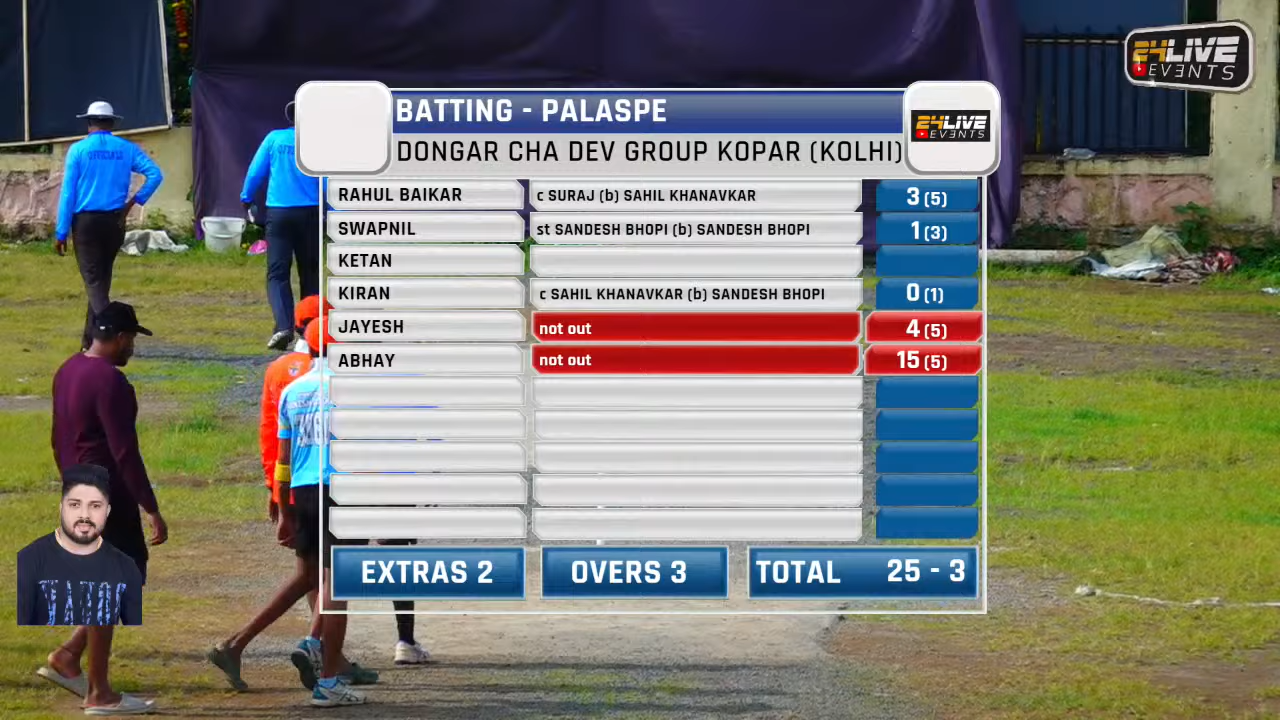 24LIVE
EVENTS
BATTING - PALASPE
DONGAR CHA DEV GROUP KOPAR (KOLHI)
24LIVE
EVENTS
RAHUL BAIKAR c SURAJ (b) SAHIL KHANAVKAR 3 (5)
SWAPNIL st SANDESH BHOPI (b) SANDESH BHOPI 1 (3)
KETAN
KIRAN c SAHIL KHANAVKAR (b) SANDESH BHOPI 0 (1)
JAYESH not out 4 (5)
ABHAY not out 15 (5)
EXTRAS 2 OVERS 3 TOTAL 25 - 3
OFFICIALS